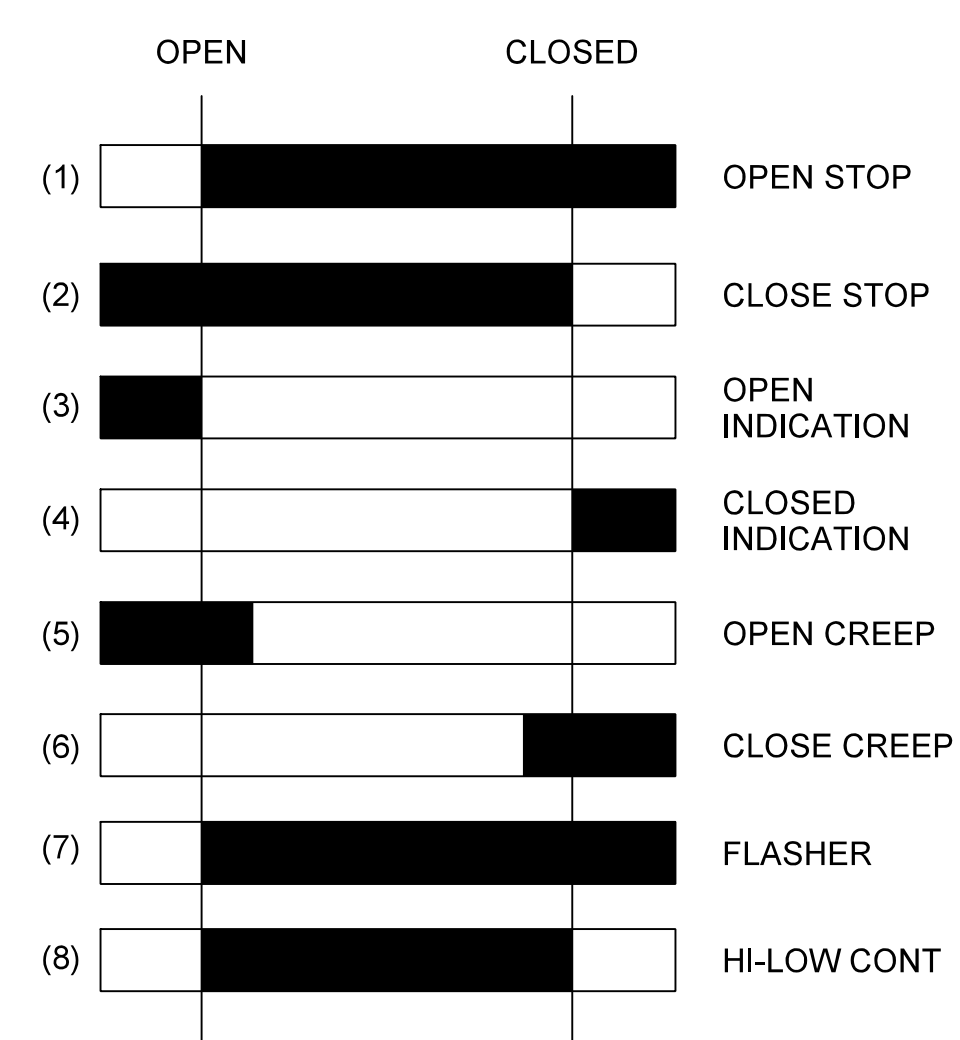 OPEN CLOSED
(1) OPEN STOP
(2) CLOSE STOP
(3) OPEN
INDICATION
(4) CLOSED
INDICATION
(5) OPEN CREEP
(6) CLOSE CREEP
(7) FLASHER
(8) HI-LOW CONT